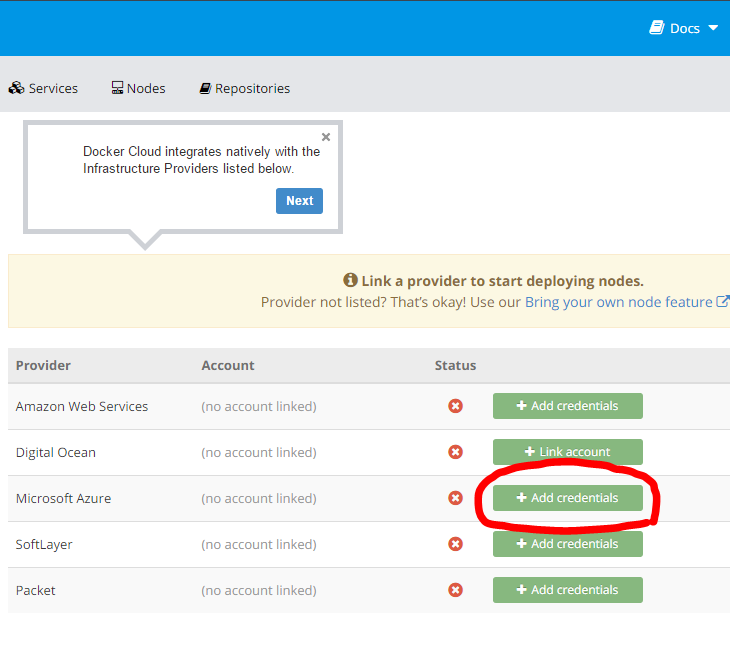 Docs
Services Nodes Repositories
×
Docker Cloud integrates natively with the
Infrastructure Providers listed below.
Next
Link a provider to start deploying nodes.
Provider not listed? That's okay! Use our Bring your own node feature
Provider Account Status
Amazon Web Services (no account linked) + Add credentials
Digital Ocean (no account linked) + Link account
Microsoft Azure (no account linked) + Add credentials
SoftLayer (no account linked) + Add credentials
Packet (no account linked) + Add credentials